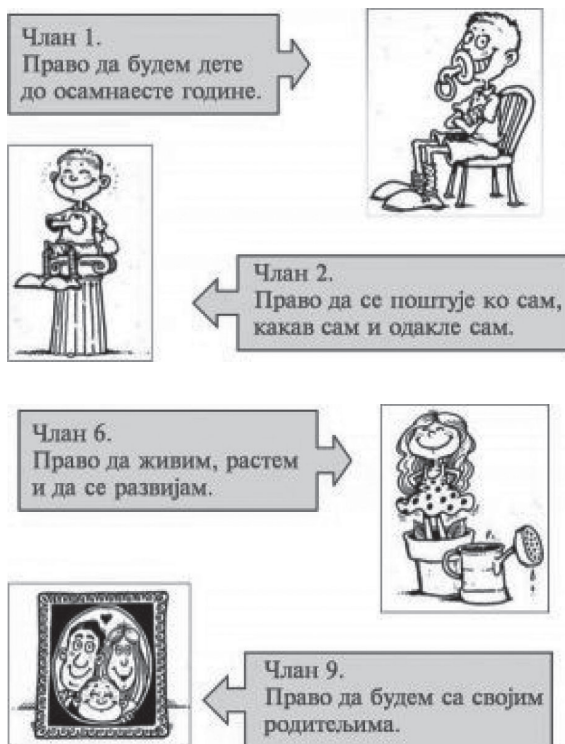 Члан 1.
Право да будем дете
до осамнаесте године.
Члан 2.
Право да се поштује ко сам,
какав сам и одакле сам.
Члан 6.
Право да живим, растем
и да се развијам.
Члан 9.
Право да будем са својим
родитељима.